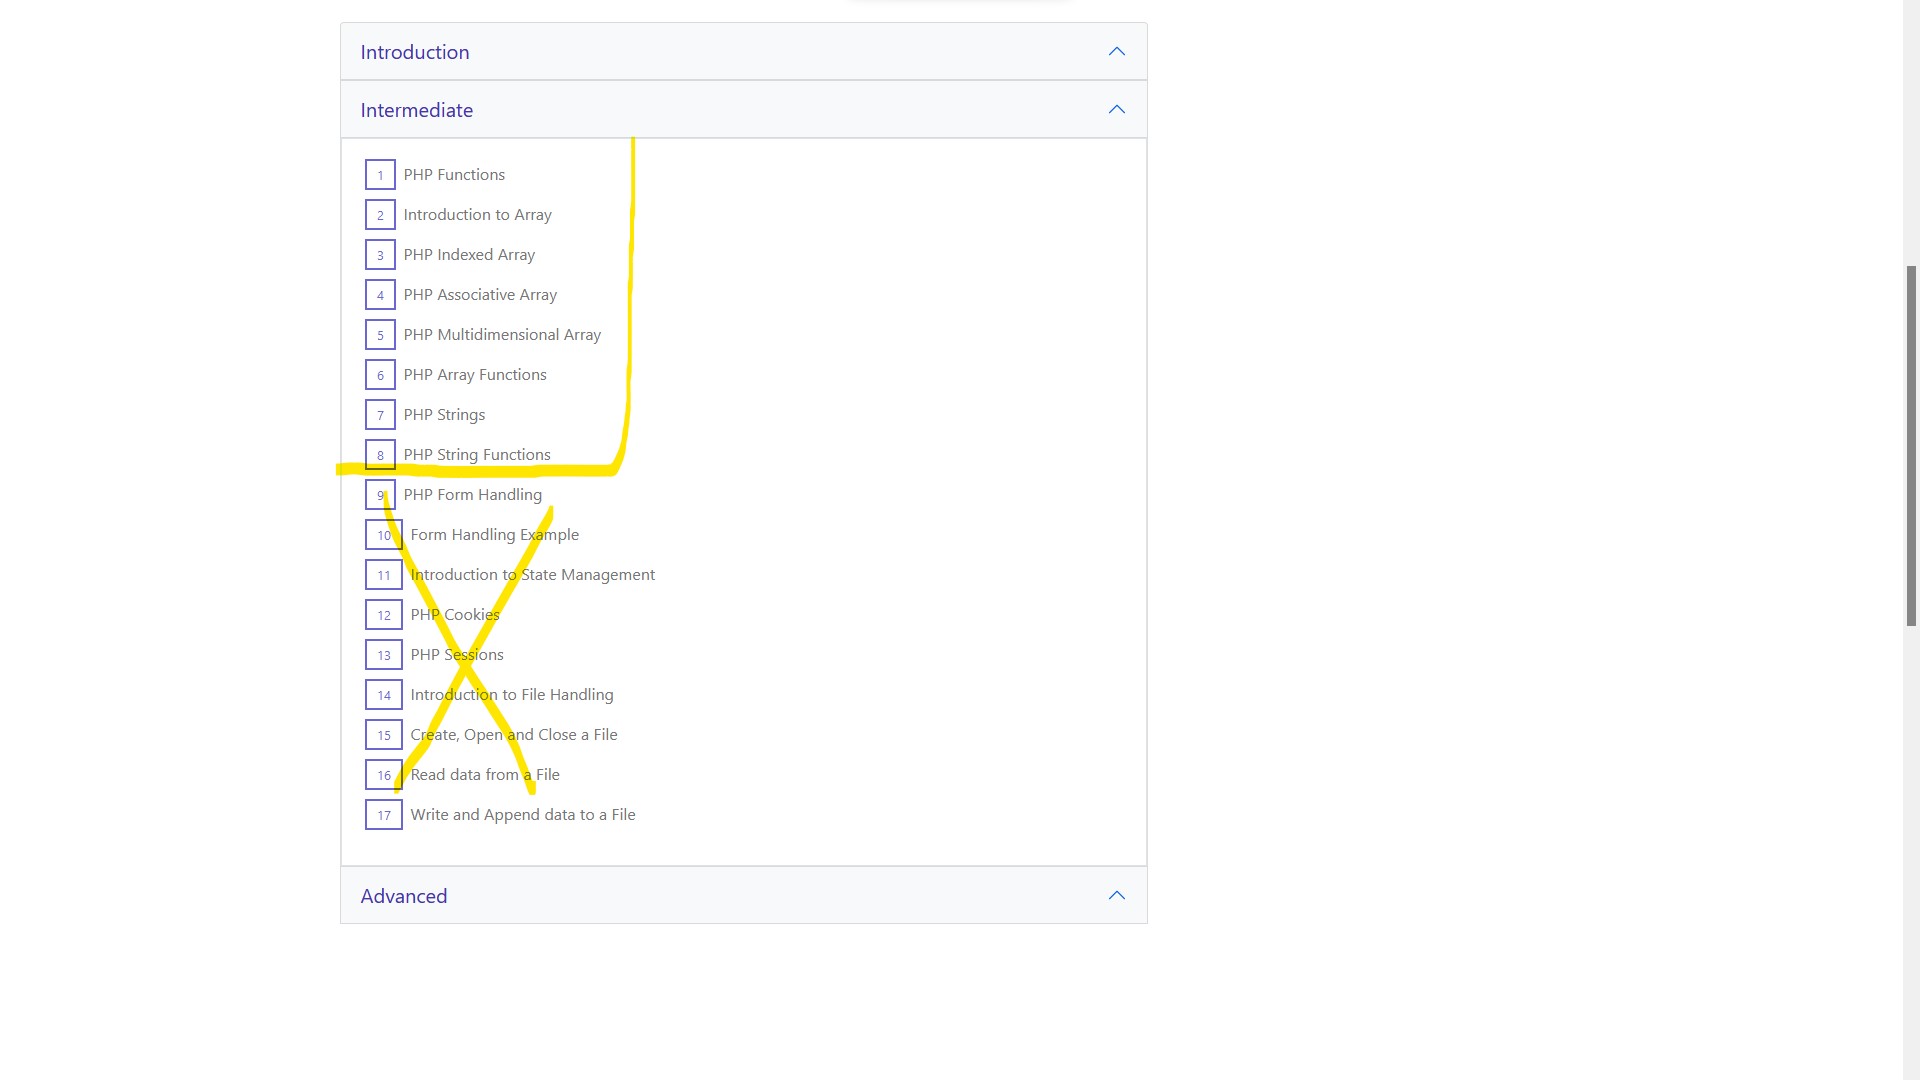 Introduction
Intermediate
1 PHP Functions
2 Introduction to Array
3 PHP Indexed Array
4 PHP Associative Array
5 PHP Multidimensional Array
6 PHP Array Functions
7 PHP Strings
8 PHP String Functions
9 PHP Form Handling
10 Form Handling Example
11 Introduction to State Management
12 PHP Cookies
13 PHP Sessions
14 Introduction to File Handling
15 Create, Open and Close a File
16 Read data from a File
17 Write and Append data to a File
Advanced